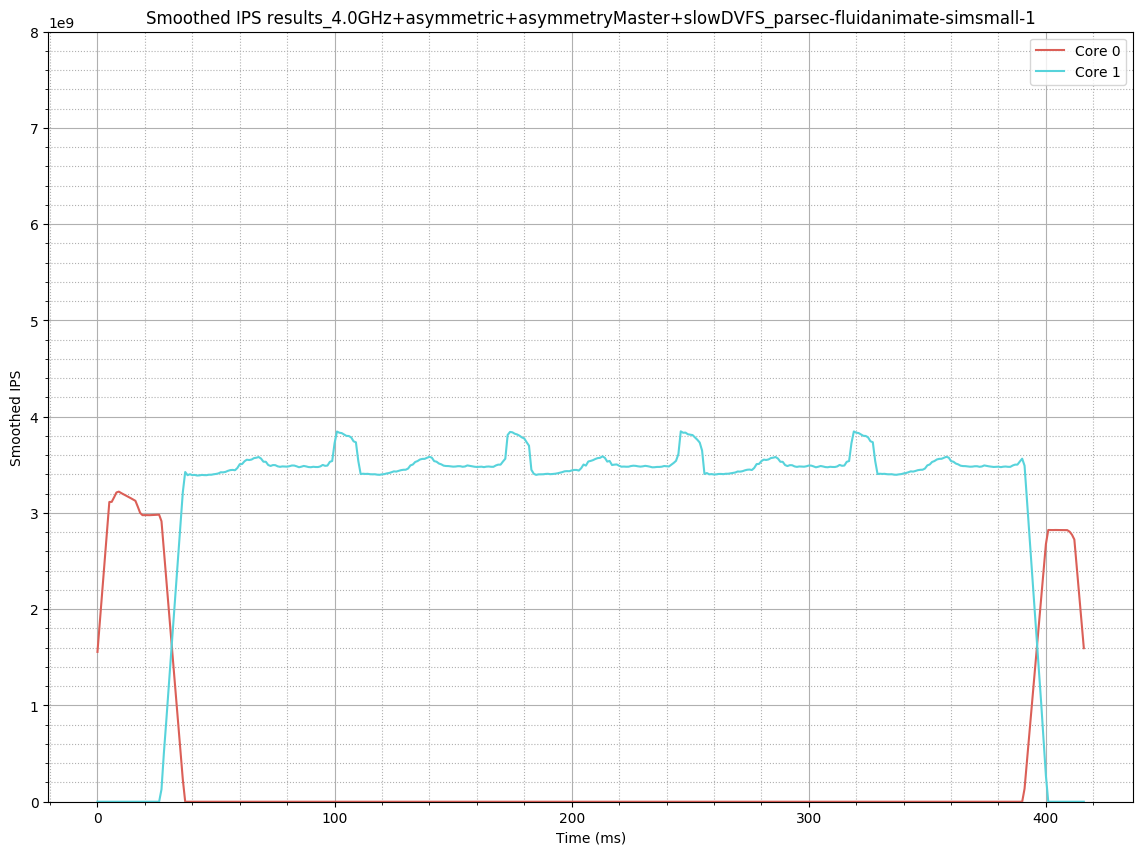 Smoothed IPS results_4.0GHz+asymmetric+asymmetryMaster+slowDVFS_parsec-fluidanimate-simsmall-1
1e9
8
7
6
5
4
3
2
1
0
Smoothed IPS
Core 0
Core 1
0
100
200
300
400
Time (ms)